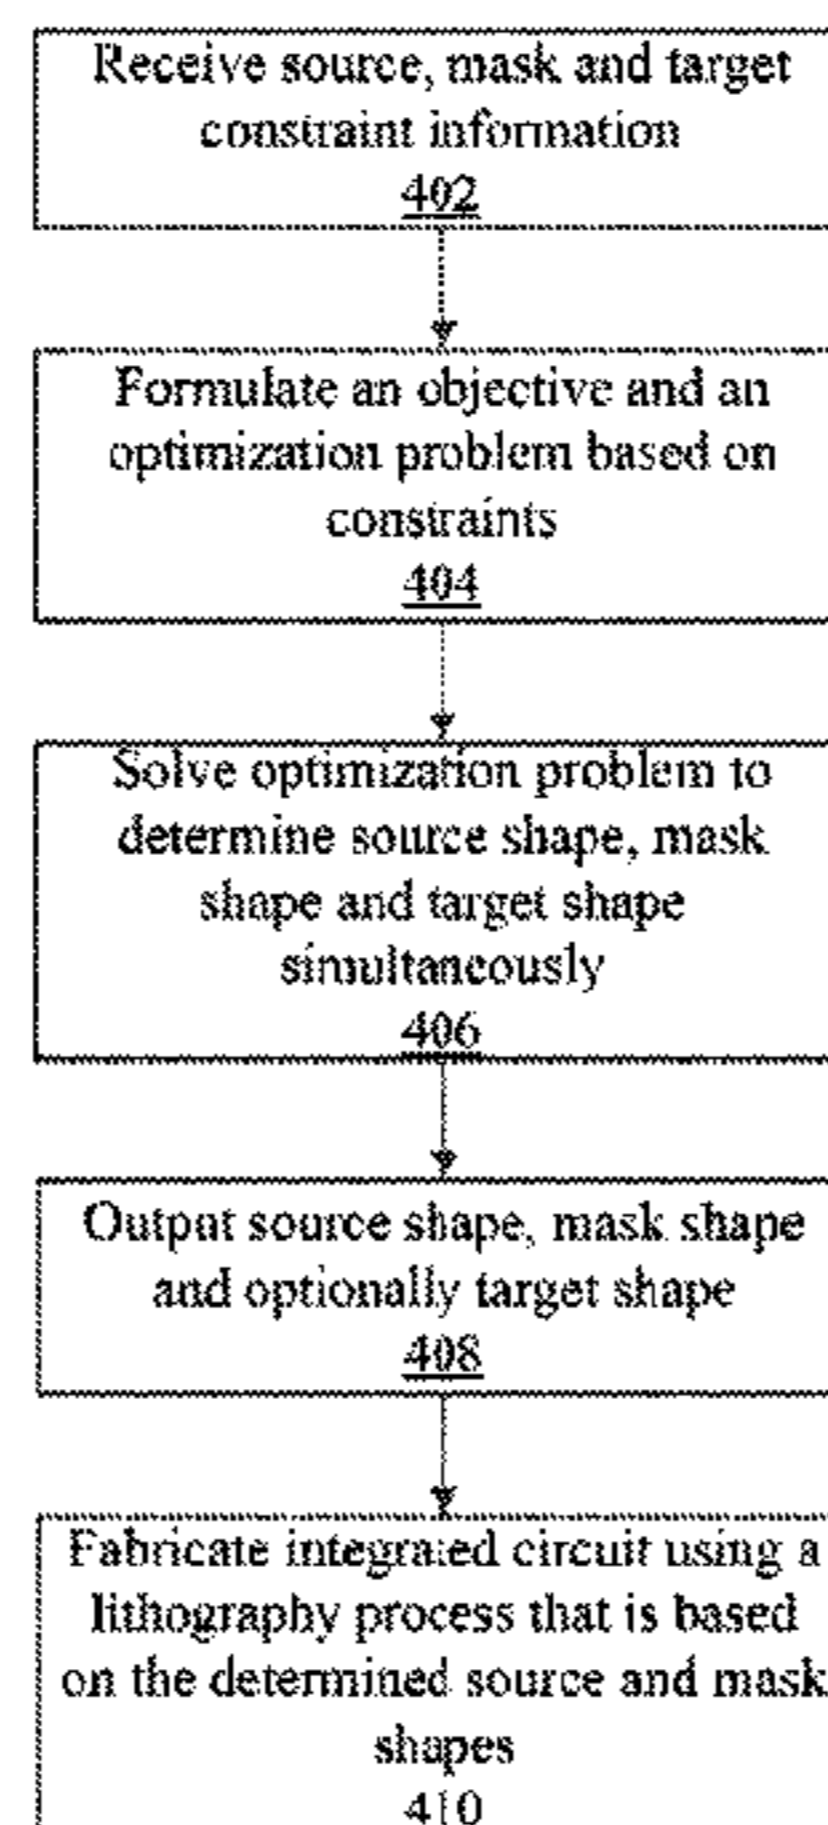 Receive source, mask and target
constraint information
402
Formulate an objective and an
optimization problem based on
constraints
404
Solve optimization problem to
determine source shape, mask
shape and target shape
simultaneously
406
Output source shape, mask shape
and optionally target shape
408
Fabricate integrated circuit using a
lithography process that is based
on the determined source and mask
shapes
410